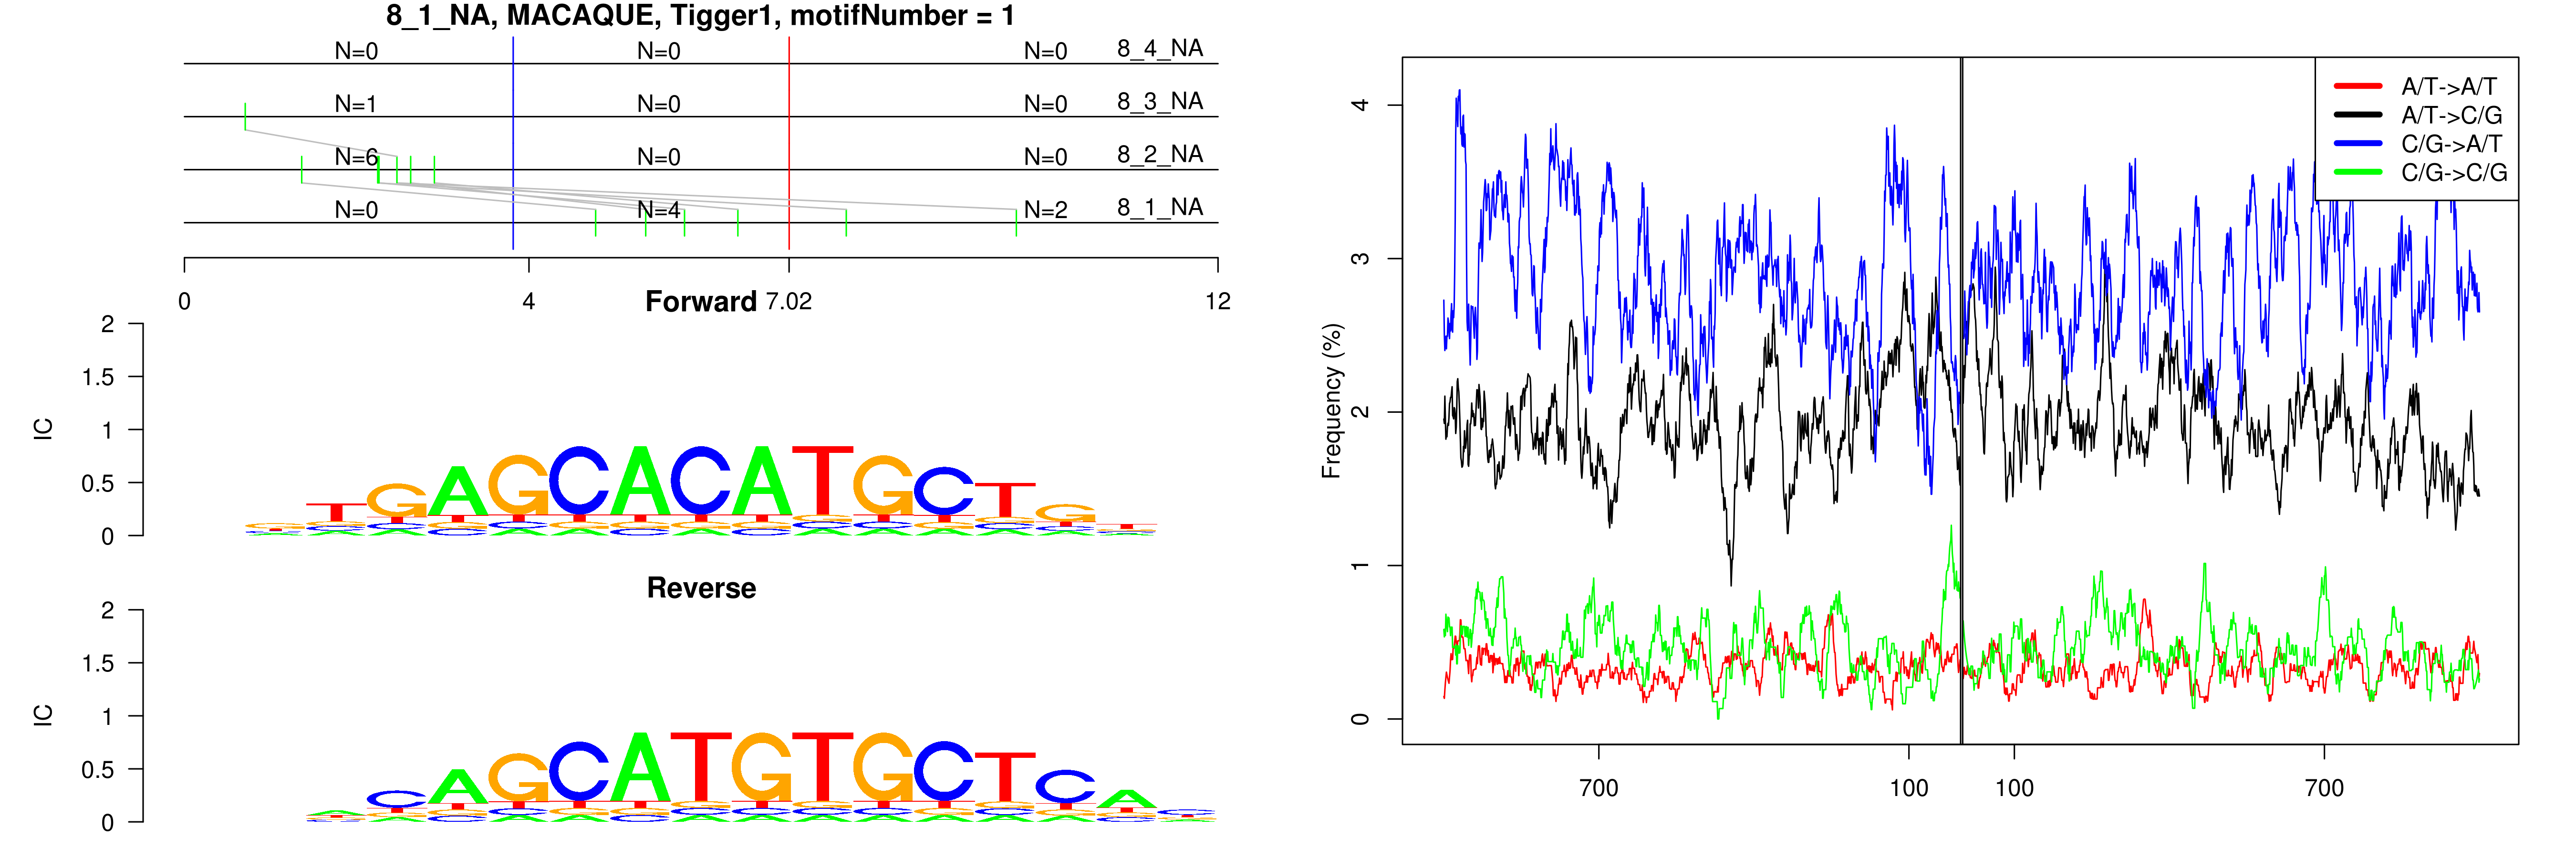 8_1_NA, MACAQUE, Tigger1, motifNumber = 1
N=0 N=0 N=0 8_4_NA
N=1 N=0 N=0 8_3_NA
N=6 N=0 N=0 8_2_NA
N=0 N=4 N=2 8_1_NA
0 4 7.02 12
Forward
2
1.5
1
0.5
0
IC
TGAGCACATGCTG
Reverse
2
1.5
1
0.5
0
IC
CAGCATGTGCTCA
Frequency (%)
4
3
2
1
0
700 100 100 700
A/T->A/T
A/T->C/G
C/G->A/T
C/G->C/G